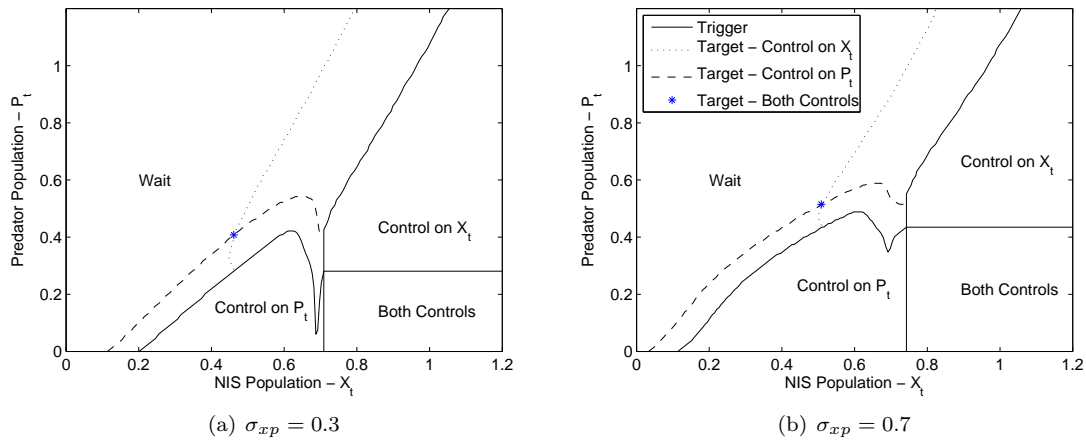 Predator Population – P_t
1
0.8
0.6
0.4
0.2
0
Wait
Control on X_t
Control on P_t
Both Controls
0 0.2 0.4 0.6 0.8 1 1.2
NIS Population – X_t
(a) σ_{xp} = 0.3
Trigger
Target – Control on X_t
Target – Control on P_t
Target – Both Controls
Predator Population – P_t
1
0.8
0.6
0.4
0.2
0
Wait
Control on X_t
Control on P_t
Both Controls
0 0.2 0.4 0.6 0.8 1 1.2
NIS Population – X_t
(b) σ_{xp} = 0.7